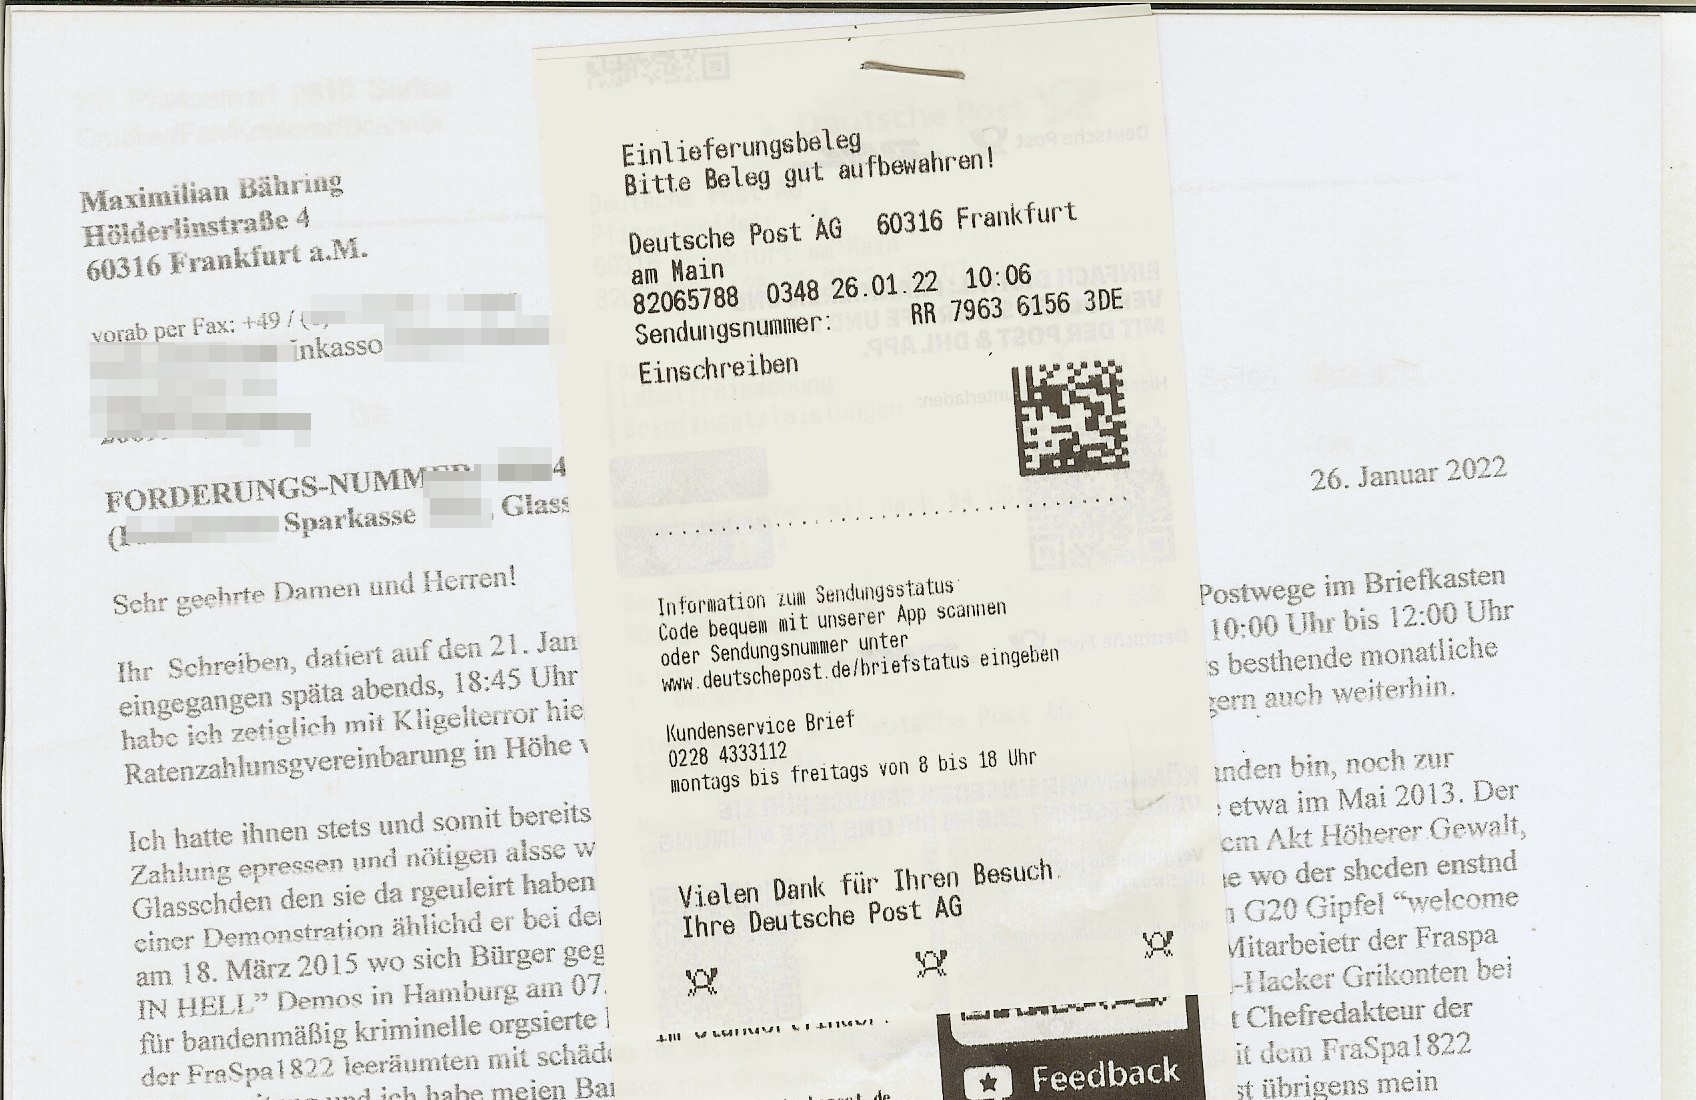 Maximilian Bähring
Hölderlinstraße 4
60316 Frankfurt a.M.
vorab per Fax: +49 / (
Inkasso
FORDERUNGS-NUMMER 4
Sparkasse , Glass
26. Januar 2022
Sehr geehrte Damen und Herren!
Ihr Schreiben, datiert auf den 21. Jan
eingegangen späta abends, 18:45 Uhr
habe ich zetiglich mit Kligelterror hie
Ratenzahlunsgvereinbarung in Höhe v
Ich hatte ihnen stets und somit bereits
Zahlung epressen und nötigen alsse w
Glasschden den sie da rgeuleirt haben
einer Demonstration ählichd er bei der
am 18. März 2015 wo sich Bürger geg
IN HELL” Demos in Hamburg am 07.
für bandenmäßig kriminelle orgsierte
der FraSpa1822 leeräumten mit schäd
und ich habe meien Ban
Einlieferungsbeleg
Bitte Beleg gut aufbewahren!
Deutsche Post AG 60316 Frankfurt
am Main
82065788 0348 26.01.22 10:06
Sendungsnummer: RR 7963 6156 3DE
Einschreiben
Information zum Sendungsstatus
Code bequem mit unserer App scannen
oder Sendungsnummer unter
www.deutschepost.de/briefstatus eingeben
Kundenservice Brief
0228 4333112
montags bis freitags von 8 bis 18 Uhr
Vielen Dank für Ihren Besuch.
Ihre Deutsche Post AG
Feedback
Postwege im Briefkasten
10:00 Uhr bis 12:00 Uhr
s besthende monatliche
gern auch weiterhin.
anden bin, noch zur
etwa im Mai 2013. Der
em Akt Höherer Gewalt,
e wo der shcden enstnd
G20 Gipfel “welcome
Mitarbeietr der Fraspa
-Hacker Grikonten bei
t Chefredakteur der
it dem FraSpa1822
st übrigens mein